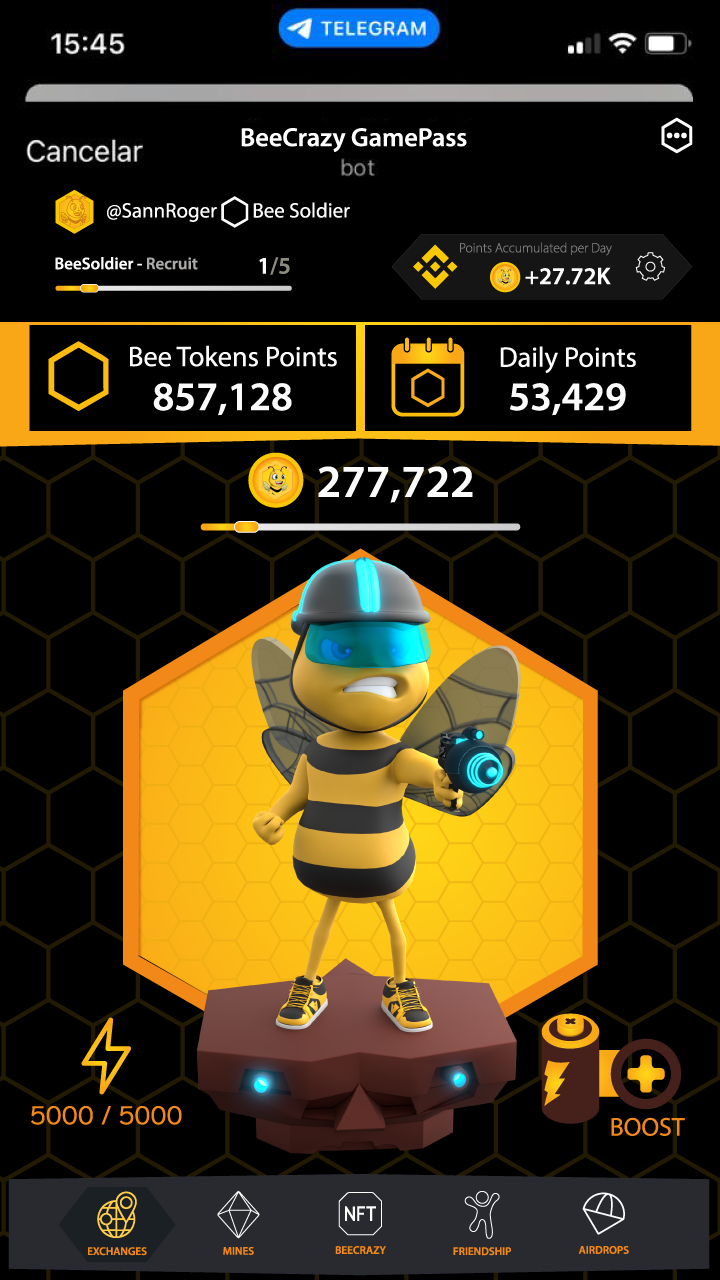 15:45
TELEGRAM
Cancelar
BeeCrazy GamePass
bot
@SannRoger Bee Soldier
BeeSoldier - Recruit 1/5
Points Accumulated per Day
+27.72K
Bee Tokens Points
857,128
Daily Points
53,429
277,722
5000 / 5000
BOOST
EXCHANGES
MINES
NFT
BEECRAZY
FRIENDSHIP
AIRDROPS